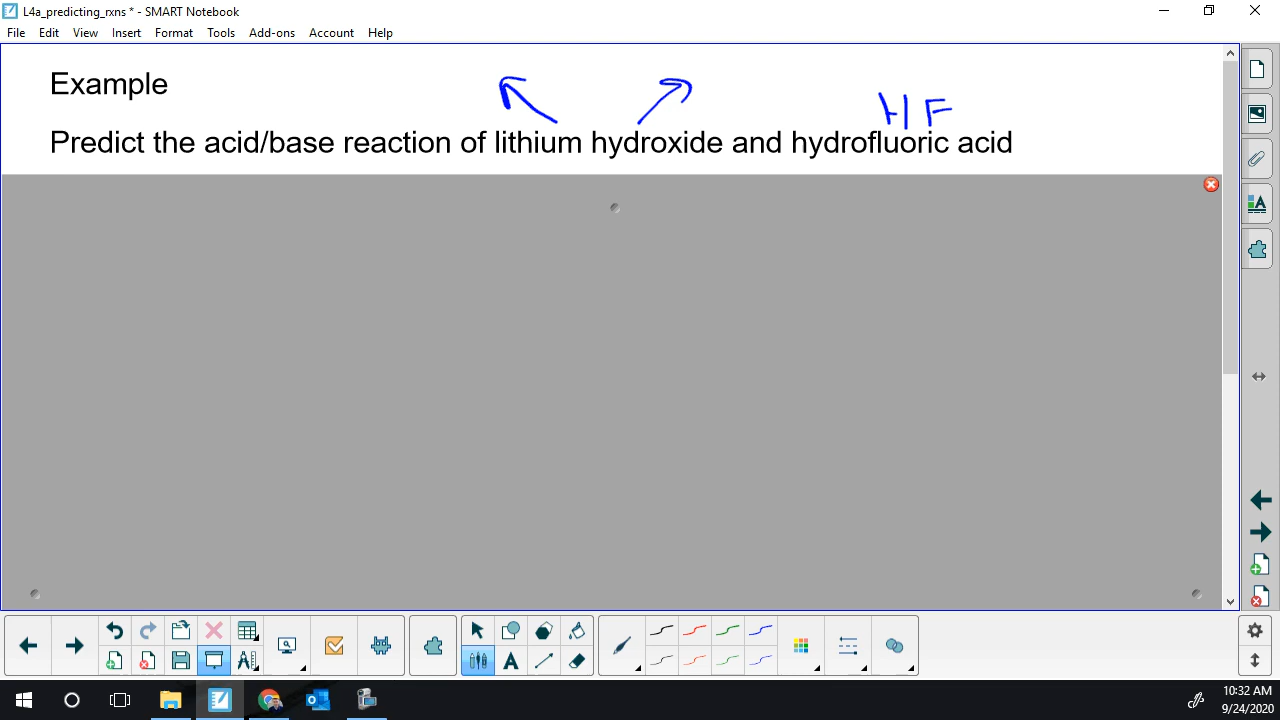 L4a_predicting_rxns * - SMART Notebook
File Edit View Insert Format Tools Add-ons Account Help
Example
HF
Predict the acid/base reaction of lithium hydroxide and hydrofluoric acid
10:32 AM
9/24/2020